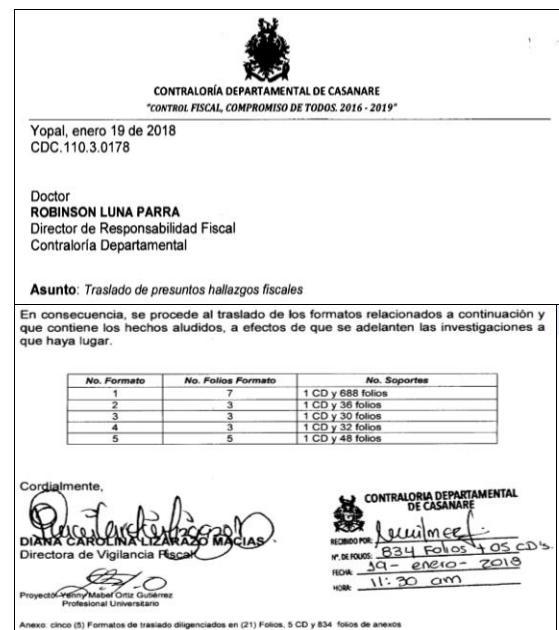 CONTRALORÍA DEPARTAMENTAL DE CASANARE
"CONTROL FISCAL, COMPROMISO DE TODOS. 2016 - 2019"
Yopal, enero 19 de 2018
CDC.110.3.0178
Doctor
ROBINSON LUNA PARRA
Director de Responsabilidad Fiscal
Contraloría Departamental
Asunto: Traslado de presuntos hallazgos fiscales
En consecuencia, se procede al traslado de los formatos relacionados a continuación y
que contiene los hechos aludidos, a efectos de que se adelanten las investigaciones a
que haya lugar.
No. Formato No. Folios Formato No. Soportes
1 7 1 CD y 688 folios
2 3 1 CD y 36 folios
3 3 1 CD y 30 folios
4 3 1 CD y 32 folios
5 5 1 CD y 48 folios
Cordialmente,
DIANA CAROLINA LIZARAZO MACIAS
Directora de Vigilancia Fiscal
Proyectó: Yenny Mabel Ortiz Gutiérrez
Profesional Universitario
CONTRALORIA DEPARTAMENTAL
DE CASANARE
RECIBIDO POR:
N°. DE FOLIOS: 834 Folios + 05 CD's
FECHA: 19 - enero - 2018
HORA: 11:30 am
Anexo: cinco (5) Formatos de traslado diligenciados en (21) Folios, 5 CD y 834 folios de anexos